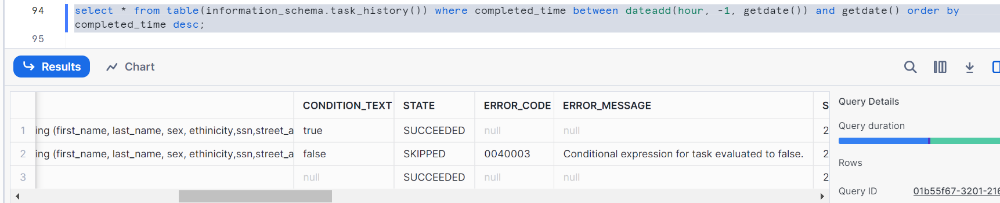 94 select * from table(information_schema.task_history()) where completed_time between dateadd(hour, -1, getdate()) and getdate() order by
completed_time desc;
95
Results Chart
CONDITION_TEXT STATE ERROR_CODE ERROR_MESSAGE S
1 ing (first_name, last_name, sex, ethinicity,ssn,street_a true SUCCEEDED null null 2
2 ing (first_name, last_name, sex, ethinicity,ssn,street_a false SKIPPED 0040003 Conditional expression for task evaluated to false. 2
3 null SUCCEEDED null null 2
Query Details
Query duration
Rows
Query ID 01b55f67-3201-216